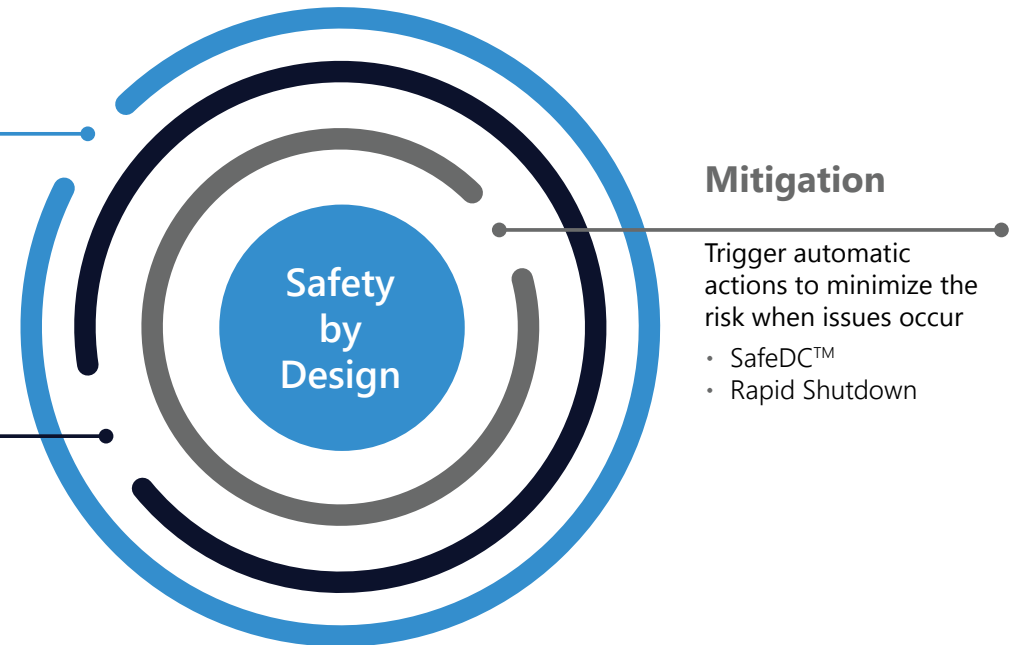 Safety
by
Design
Mitigation
Trigger automatic
actions to minimize the
risk when issues occur
• SafeDC™
• Rapid Shutdown